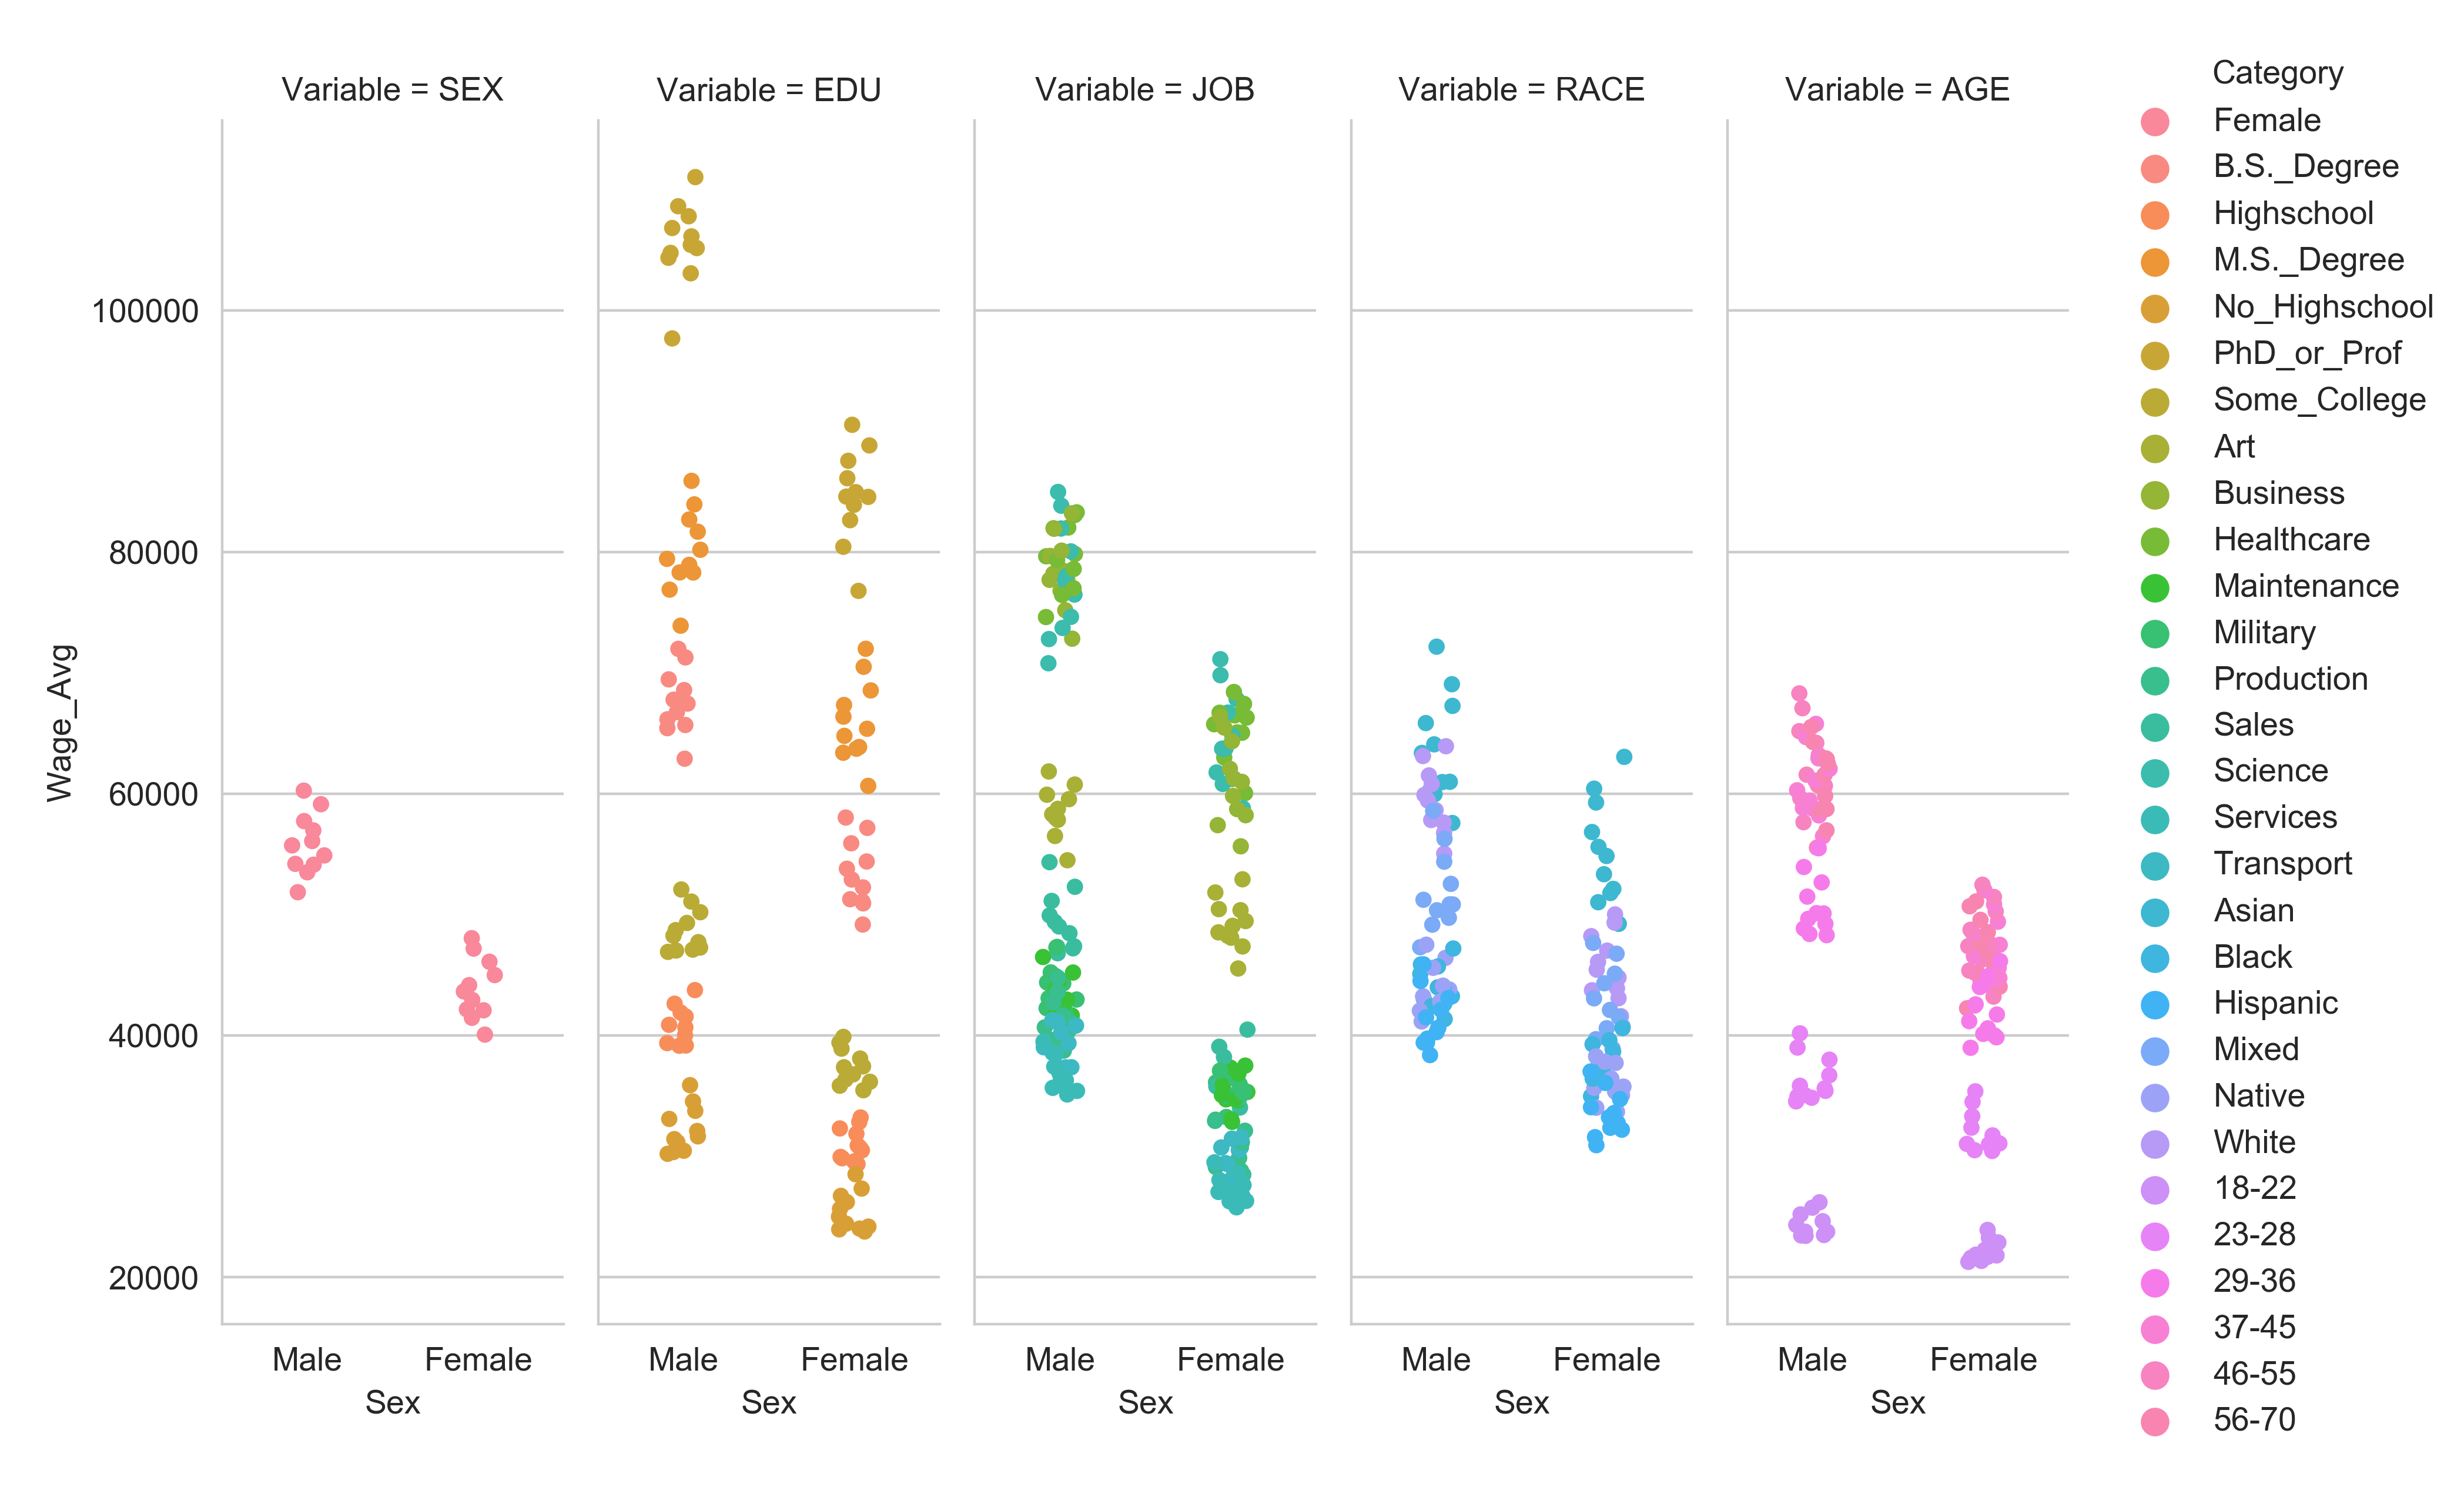 Variable = SEX
Variable = EDU
Variable = JOB
Variable = RACE
Variable = AGE
Wage_Avg
100000
80000
60000
40000
20000
Male
Female
Male
Female
Male
Female
Male
Female
Male
Female
Sex
Sex
Sex
Sex
Sex
Category
Female
B.S._Degree
Highschool
M.S._Degree
No_Highschool
PhD_or_Prof
Some_College
Art
Business
Healthcare
Maintenance
Military
Production
Sales
Science
Services
Transport
Asian
Black
Hispanic
Mixed
Native
White
18-22
23-28
29-36
37-45
46-55
56-70